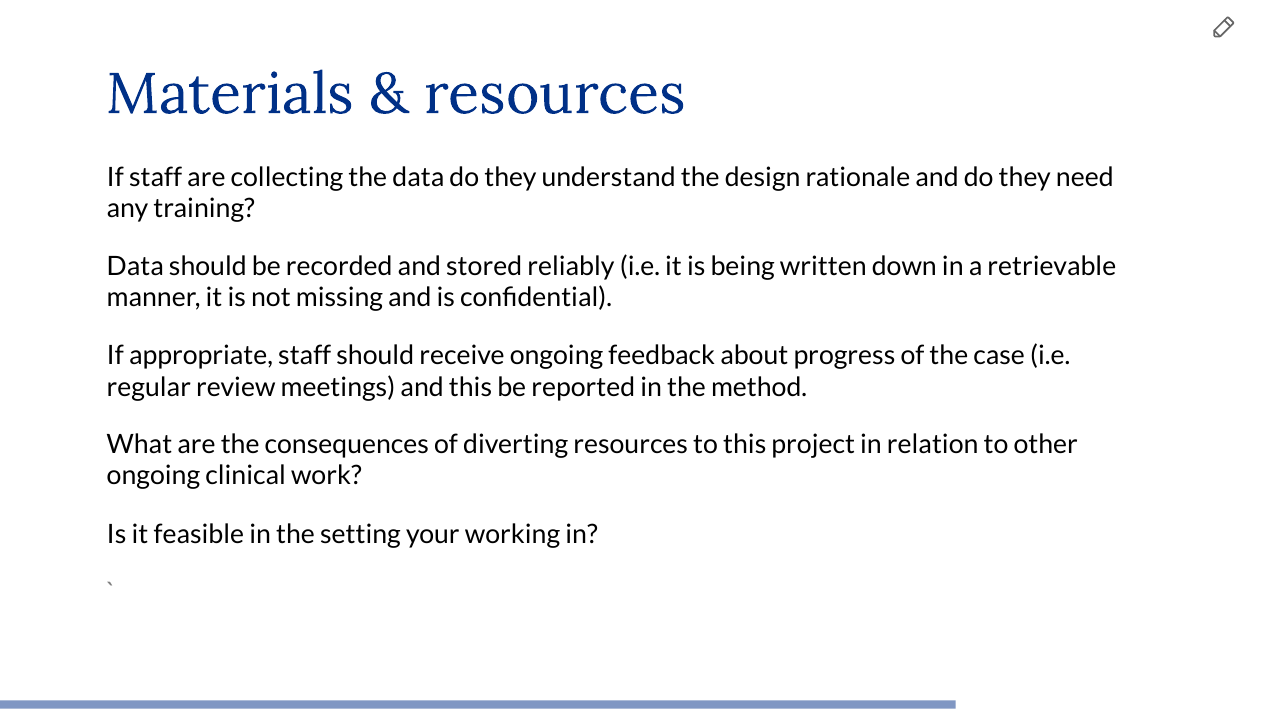 Materials & resources
If staff are collecting the data do they understand the design rationale and do they need
any training?
Data should be recorded and stored reliably (i.e. it is being written down in a retrievable
manner, it is not missing and is confidential).
If appropriate, staff should receive ongoing feedback about progress of the case (i.e.
regular review meetings) and this be reported in the method.
What are the consequences of diverting resources to this project in relation to other
ongoing clinical work?
Is it feasible in the setting your working in?
`